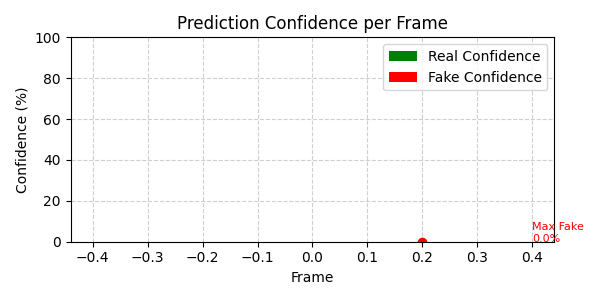 Prediction Confidence per Frame
100
80
60
40
20
0
Confidence (%)
Real Confidence
Fake Confidence
Max Fake
0.0%
−0.4 −0.3 −0.2 −0.1 0.0 0.1 0.2 0.3 0.4
Frame